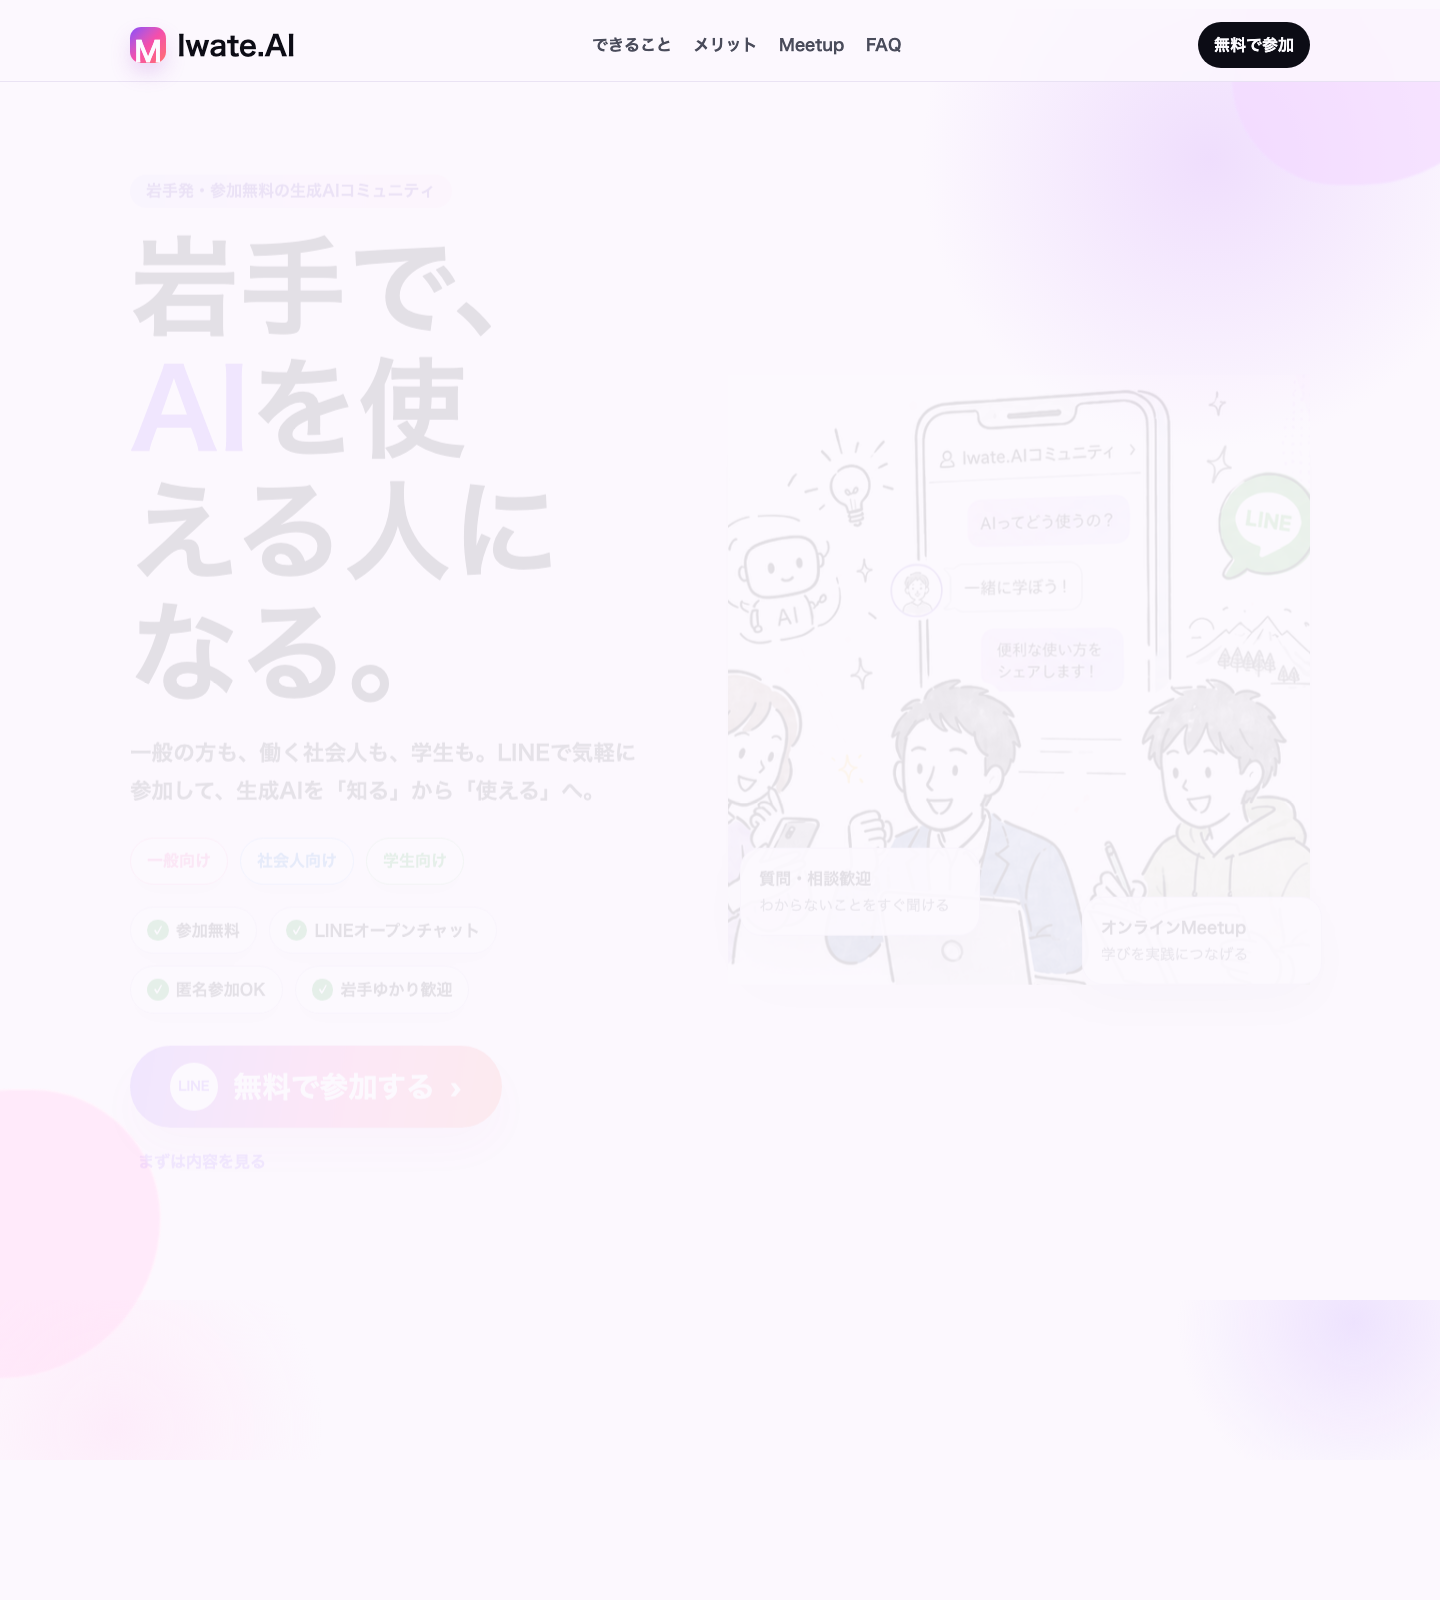 M Iwate.AI
できること メリット Meetup FAQ
無料で参加
岩手発・参加無料の生成AIコミュニティ
岩手で、
AIを使
える人に
なる。
一般の方も、働く社会人も、学生も。LINEで気軽に
参加して、生成AIを「知る」から「使える」へ。
一般向け 社会人向け 学生向け
参加無料 LINEオープンチャット
匿名参加OK 岩手ゆかり歓迎
LINE 無料で参加する ›
まずは内容を見る
Iwate.AIコミュニティ ›
AIってどう使うの？
LINE
一緒に学ぼう！
AI
便利な使い方を
シェアします！
質問・相談歓迎
わからないことをすぐ聞ける
オンラインMeetup
学びを実践につなげる